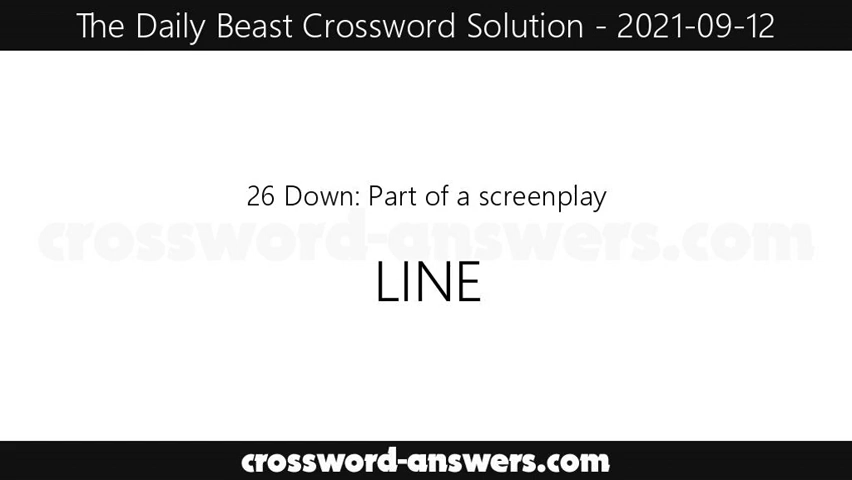 The Daily Beast Crossword Solution - 2021-09-12
26 Down: Part of a screenplay
crossword-answers.com
LINE
crossword-answers.com